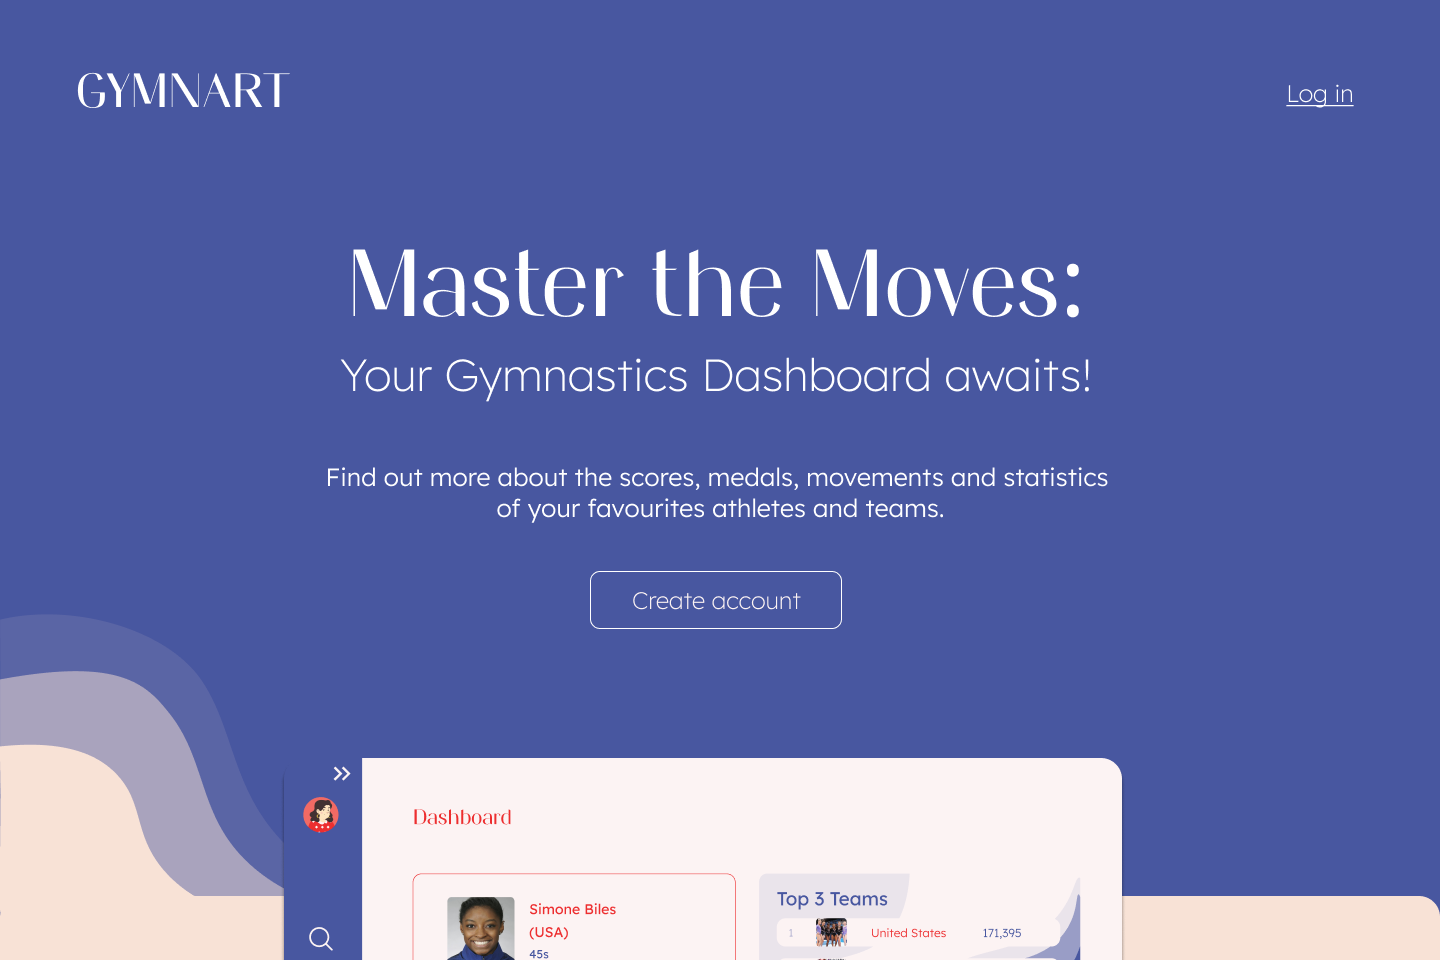 GYMNART
Log in
Master the Moves:
Your Gymnastics Dashboard awaits!
Find out more about the scores, medals, movements and statistics
of your favourites athletes and teams.
Create account
Dashboard
Simone Biles
(USA)
45s
Top 3 Teams
1 United States 171,395